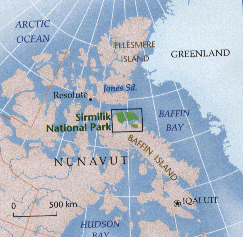 ARCTIC
OCEAN
ELLESMERE
ISLAND
GREENLAND
Jones Sd.
Resolute
Sirmilik
National Park
BAFFIN
BAY
BAFFIN ISLAND
NUNAVUT
IQALUIT
0 500 km
HUDSON
BAY